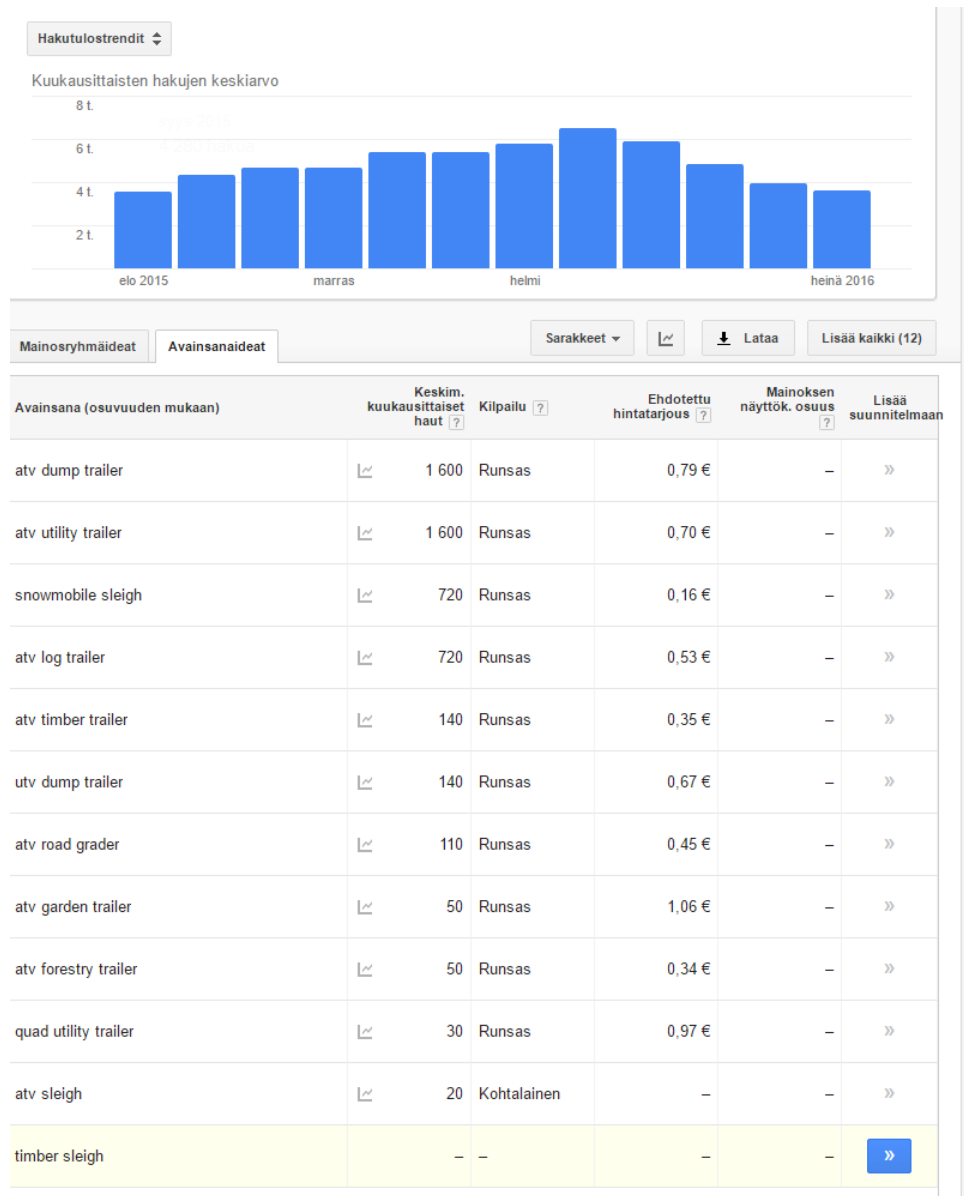 Hakutulostrendit
Kuukausittaisten hakujen keskiarvo
8 t.
6 t.
4 t.
2 t.
elo 2015 marras helmi heinä 2016
Mainosryhmäideat Avainsanaideat Sarakkeet Lataa Lisää kaikki (12)
Avainsana (osuvuuden mukaan) Keskim. kuukausittaiset haut ? Kilpailu ? Ehdotettu hintatarjous ? Mainoksen näyttök. osuus ? Lisää suunnitelmaan
atv dump trailer 1 600 Runsas 0,79 € – »
atv utility trailer 1 600 Runsas 0,70 € – »
snowmobile sleigh 720 Runsas 0,16 € – »
atv log trailer 720 Runsas 0,53 € – »
atv timber trailer 140 Runsas 0,35 € – »
utv dump trailer 140 Runsas 0,67 € – »
atv road grader 110 Runsas 0,45 € – »
atv garden trailer 50 Runsas 1,06 € – »
atv forestry trailer 50 Runsas 0,34 € – »
quad utility trailer 30 Runsas 0,97 € – »
atv sleigh 20 Kohtalainen – – »
timber sleigh – – – – »